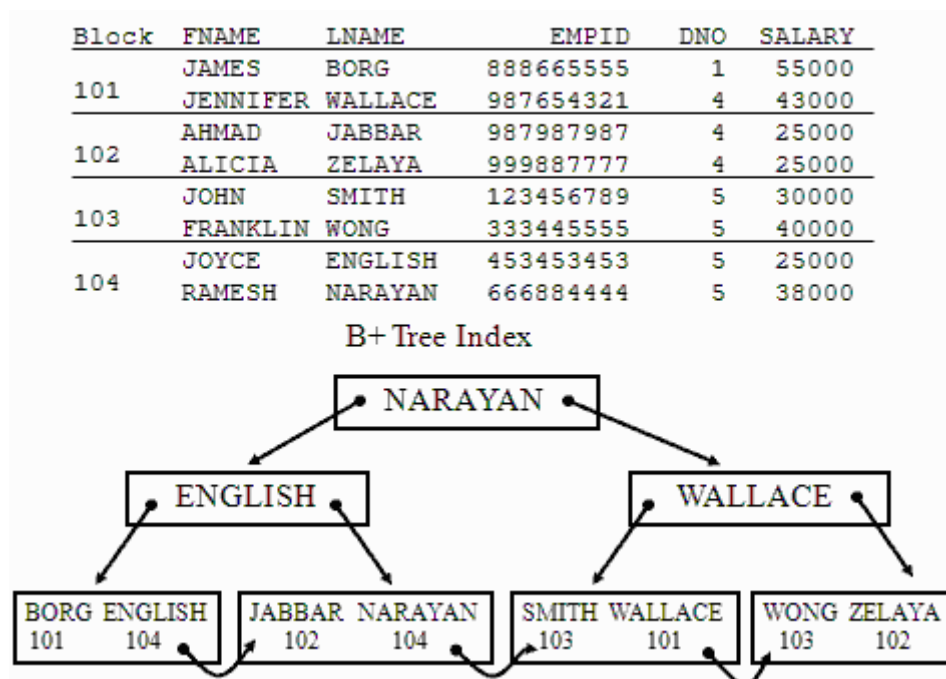 Block FNAME LNAME EMPID DNO SALARY
101
JAMES BORG 888665555 1 55000
JENNIFER WALLACE 987654321 4 43000
102
AHMAD JABBAR 987987987 4 25000
ALICIA ZELAYA 999887777 4 25000
103
JOHN SMITH 123456789 5 30000
FRANKLIN WONG 333445555 5 40000
104
JOYCE ENGLISH 453453453 5 25000
RAMESH NARAYAN 666884444 5 38000
B+ Tree Index
NARAYAN
ENGLISH
WALLACE
BORG ENGLISH
101 104
JABBAR NARAYAN
102 104
SMITH WALLACE
103 101
WONG ZELAYA
103 102